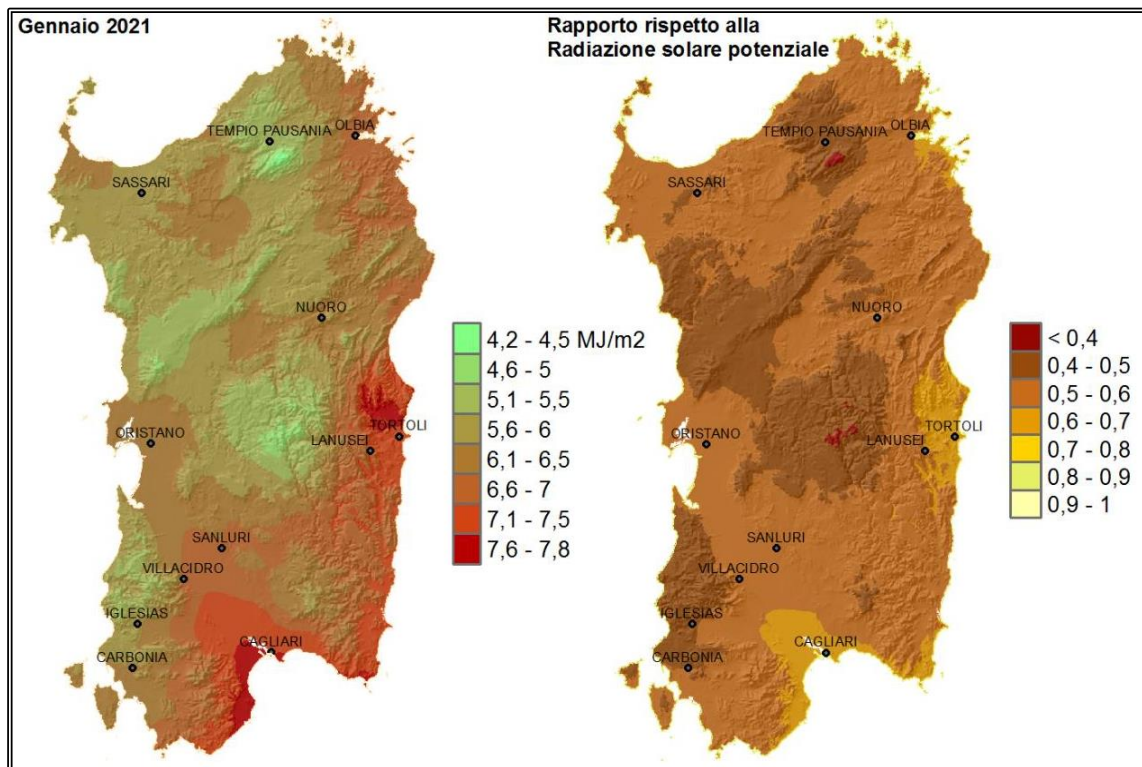 Gennaio 2021
TEMPIO PAUSANIA
OLBIA
SASSARI
NUORO
ORISTANO
LANUSEI
TORTOLI
SANLURI
VILLACIDRO
IGLESIAS
CARBONIA
CAGLIARI
4,2 - 4,5 MJ/m2
4,6 - 5
5,1 - 5,5
5,6 - 6
6,1 - 6,5
6,6 - 7
7,1 - 7,5
7,6 - 7,8
Rapporto rispetto alla
Radiazione solare potenziale
TEMPIO PAUSANIA
OLBIA
SASSARI
NUORO
ORISTANO
LANUSEI
TORTOLI
SANLURI
VILLACIDRO
IGLESIAS
CARBONIA
CAGLIARI
< 0,4
0,4 - 0,5
0,5 - 0,6
0,6 - 0,7
0,7 - 0,8
0,8 - 0,9
0,9 - 1